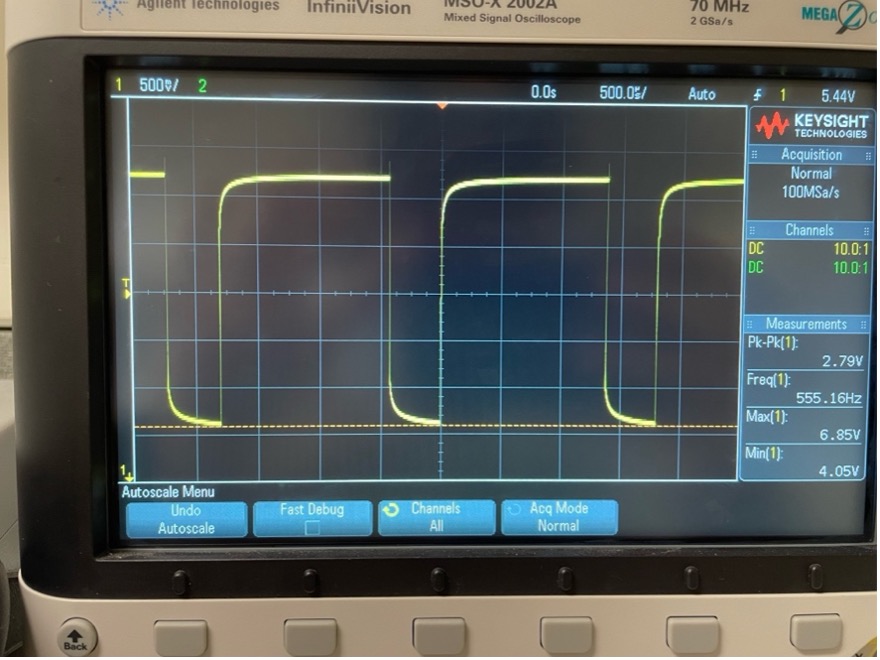 Agilent Technologies InfiniiVision MSO-X 2002A 70 MHz
Mixed Signal Oscilloscope 2 GSa/s MEGA Zo
1 500mV/ 2 0.0s 500.0us/ Auto 1 5.44V
KEYSIGHT
TECHNOLOGIES
Acquisition
Normal
100MSa/s
Channels
DC 10.0:1
DC 10.0:1
T
Measurements
Pk-Pk(1):
2.79V
Freq(1):
555.16Hz
Max(1):
6.85V
Min(1):
4.05V
1
Autoscale Menu
Undo
Autoscale
Fast Debug
Channels
All
Acq Mode
Normal
Back